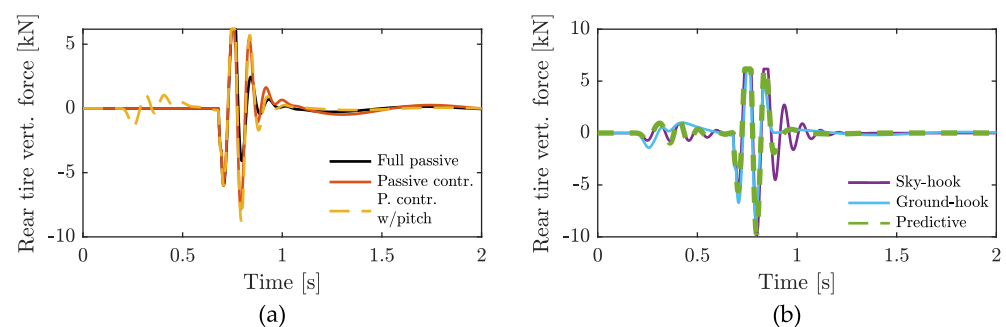 Rear tire vert. force [kN]
5
0
-5
-10
0
0.5
1
1.5
2
Time [s]
Full passive
Passive contr.
P. contr.
w/pitch
(a)
Rear tire vert. force [kN]
10
5
0
-5
-10
0
0.5
1
1.5
2
Time [s]
Sky-hook
Ground-hook
Predictive
(b)